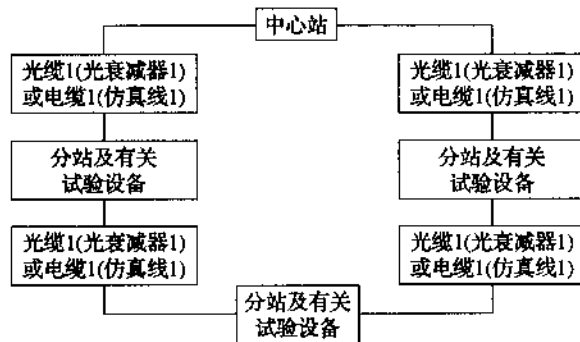 中心站
光缆1(光衰减器1)
或电缆1(仿真线1)
光缆1(光衰减器1)
或电缆1(仿真线1)
分站及有关
试验设备
分站及有关
试验设备
光缆1(光衰减器1)
或电缆1(仿真线1)
光缆1(光衰减器1)
或电缆1(仿真线1)
分站及有关
试验设备